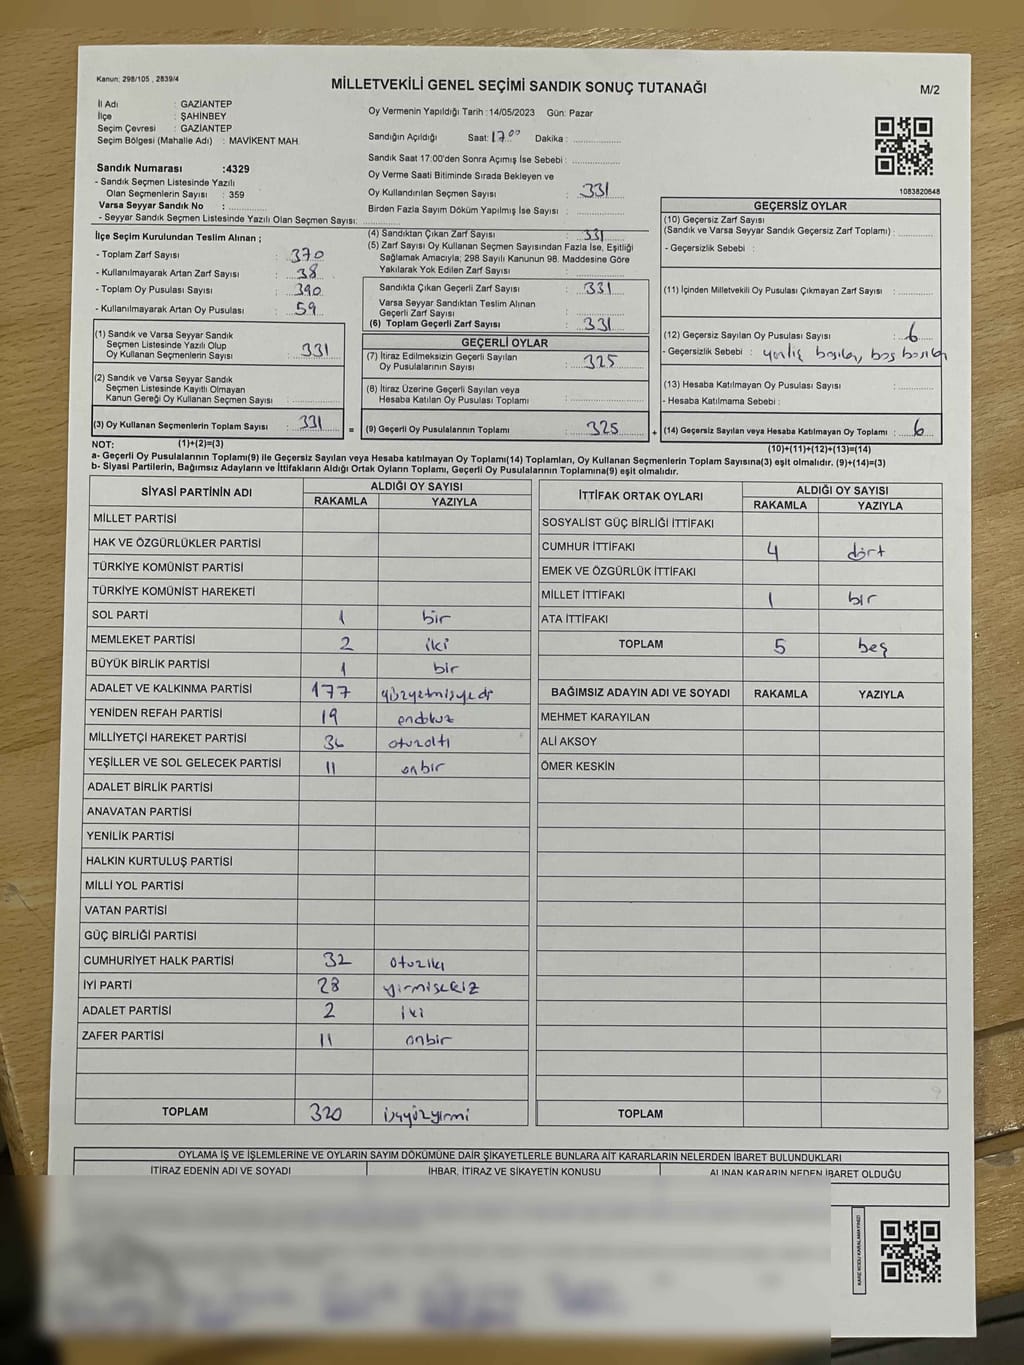 Kanun: 298/105 , 2839/4
MİLLETVEKİLİ GENEL SEÇİMİ SANDIK SONUÇ TUTANAĞI
M/2
İl Adı : GAZİANTEP
İlçe : ŞAHİNBEY
Seçim Çevresi : GAZİANTEP
Seçim Bölgesi (Mahalle Adı) : MAVİKENT MAH.
Sandık Numarası :4329
- Sandık Seçmen Listesinde Yazılı
Olan Seçmenlerin Sayısı : 359
Varsa Seyyar Sandık No :
- Seyyar Sandık Seçmen Listesinde Yazılı Olan Seçmen Sayısı:
Oy Vermenin Yapıldığı Tarih :14/05/2023 Gün: Pazar
Sandığın Açıldığı Saat: 17.00 Dakika :
Sandık Saat 17:00'den Sonra Açımış İse Sebebi :
Oy Verme Saati Bitiminde Sırada Bekleyen ve
Oy Kullandırılan Seçmen Sayısı : 331
Birden Fazla Sayım Döküm Yapılmış İse Sayısı :
1083820648
İlçe Seçim Kurulundan Teslim Alınan ;
- Toplam Zarf Sayısı : 370
- Kullanılmayarak Artan Zarf Sayısı : 38
- Toplam Oy Pusulası Sayısı : 390
- Kullanılmayarak Artan Oy Pusulası : 59
(1) Sandık ve Varsa Seyyar Sandık
Seçmen Listesinde Yazılı Olup
Oy Kullanan Seçmenlerin Sayısı : 331
(2) Sandık ve Varsa Seyyar Sandık
Seçmen Listesinde Kayıtlı Olmayan
Kanun Gereği Oy Kullanan Seçmen Sayısı :
(3) Oy Kullanan Seçmenlerin Toplam Sayısı : 331 =
(4) Sandıktan Çıkan Zarf Sayısı : 331
(5) Zarf Sayısı Oy Kullanan Seçmen Sayısından Fazla İse, Eşitliği
Sağlamak Amacıyla; 298 Sayılı Kanunun 98. Maddesine Göre
Yakılarak Yok Edilen Zarf Sayısı :
Sandıkta Çıkan Geçerli Zarf Sayısı : 331
Varsa Seyyar Sandıktan Teslim Alınan
Geçerli Zarf Sayısı :
(6) Toplam Geçerli Zarf Sayısı : 331
GEÇERLİ OYLAR
(7) İtiraz Edilmeksizin Geçerli Sayılan
Oy Pusulalarının Sayısı : 325
(8) İtiraz Üzerine Geçerli Sayılan veya
Hesaba Katılan Oy Pusulası Toplamı :
(9) Geçerli Oy Pusulalarının Toplamı : 325 +
GEÇERSİZ OYLAR
(10) Geçersiz Zarf Sayısı
(Sandık ve Varsa Seyyar Sandık Geçersiz Zarf Toplamı) :
- Geçersizlik Sebebi :
(11) İçinden Milletvekili Oy Pusulası Çıkmayan Zarf Sayısı :
(12) Geçersiz Sayılan Oy Pusulası Sayısı : 6
- Geçersizlik Sebebi :
(13) Hesaba Katılmayan Oy Pusulası Sayısı :
- Hesaba Katılmama Sebebi :
(14) Geçersiz Sayılan veya Hesaba Katılmayan Oy Toplamı : 6
NOT: (1)+(2)=(3)
(10)+(11)+(12)+(13)=(14)
a- Geçerli Oy Pusulalarının Toplamı(9) ile Geçersiz Sayılan veya Hesaba katılmayan Oy Toplamı(14) Toplamları, Oy Kullanan Seçmenlerin Toplam Sayısına(3) eşit olmalıdır. (9)+(14)=(3)
b- Siyasi Partilerin, Bağımsız Adayların ve İttifakların Aldığı Ortak Oyların Toplamı, Geçerli Oy Pusulalarının Toplamına(9) eşit olmalıdır.
SİYASİ PARTİNİN ADI ALDIĞI OY SAYISI
RAKAMLA YAZIYLA
MİLLET PARTİSİ
HAK VE ÖZGÜRLÜKLER PARTİSİ
TÜRKİYE KOMÜNİST PARTİSİ
TÜRKİYE KOMÜNİST HAREKETİ
SOL PARTİ 1 bir
MEMLEKET PARTİSİ 2 iki
BÜYÜK BİRLİK PARTİSİ 1 bir
ADALET VE KALKINMA PARTİSİ 177 yüzyetmişyedi
YENİDEN REFAH PARTİSİ 19 ondokuz
MİLLİYETÇİ HAREKET PARTİSİ 36 otuzaltı
YEŞİLLER VE SOL GELECEK PARTİSİ 11 onbir
ADALET BİRLİK PARTİSİ
ANAVATAN PARTİSİ
YENİLİK PARTİSİ
HALKIN KURTULUŞ PARTİSİ
MİLLİ YOL PARTİSİ
VATAN PARTİSİ
GÜÇ BİRLİĞİ PARTİSİ
CUMHURİYET HALK PARTİSİ 32 otuziki
İYİ PARTİ 28 yirmisekiz
ADALET PARTİSİ 2 iki
ZAFER PARTİSİ 11 onbir
TOPLAM 320 üçyüzyirmi
İTTİFAK ORTAK OYLARI ALDIĞI OY SAYISI
RAKAMLA YAZIYLA
SOSYALİST GÜÇ BİRLİĞİ İTTİFAKI
CUMHUR İTTİFAKI 4 dört
EMEK VE ÖZGÜRLÜK İTTİFAKI
MİLLET İTTİFAKI 1 bir
ATA İTTİFAKI
TOPLAM 5 beş
BAĞIMSIZ ADAYIN ADI VE SOYADI RAKAMLA YAZIYLA
MEHMET KARAYILAN
ALİ AKSOY
ÖMER KESKİN
TOPLAM
OYLAMA İŞ VE İŞLEMLERİNE VE OYLARIN SAYIM DÖKÜMÜNE DAİR ŞİKAYETLERLE BUNLARA AİT KARARLARIN NELERDEN İBARET BULUNDUKLARI
İTİRAZ EDENİN ADI VE SOYADI İHBAR, İTİRAZ VE ŞİKAYETİN KONUSU ALINAN KARARIN NEDEN İBARET OLDUĞU
KARE KODU KARALAMAYINIZ!